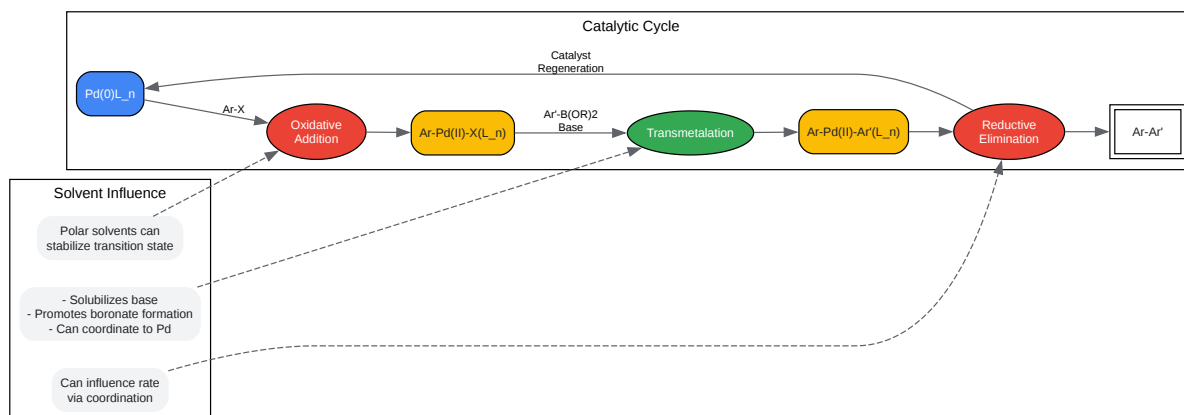 Catalytic Cycle
Catalyst
Regeneration
Pd(0)L_n
Ar-X
Oxidative
Addition
Ar-Pd(II)-X(L_n)
Ar'-B(OR)2
Base
Transmetalation
Ar-Pd(II)-Ar'(L_n)
Reductive
Elimination
Ar-Ar'
Solvent Influence
Polar solvents can
stabilize transition state
- Solubilizes base
- Promotes boronate formation
- Can coordinate to Pd
Can influence rate
via coordination